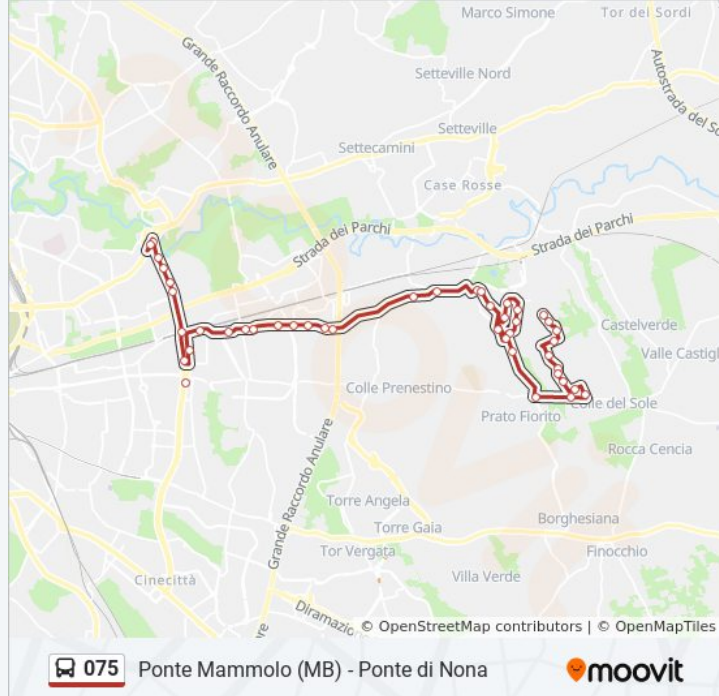 Marco Simone
Tor dei Sordi
Grande Raccordo Anulare
Setteville Nord
Autostrada del So
Setteville
Settecamini
Case Rosse
Strada dei Parchi
Strada dei Parchi
Castelverde
Valle Castigl
Colle Prenestino
Colle del Sole
Prato Fiorito
Rocca Cencia
Grande Raccordo Anulare
Torre Angela
Borghesiana
Torre Gaia
Tor Vergata
Finocchio
Cinecittà
Villa Verde
Diramazio
© OpenStreetMap contributors | © OpenMapTiles
075 Ponte Mammolo (MB) - Ponte di Nona
moovit